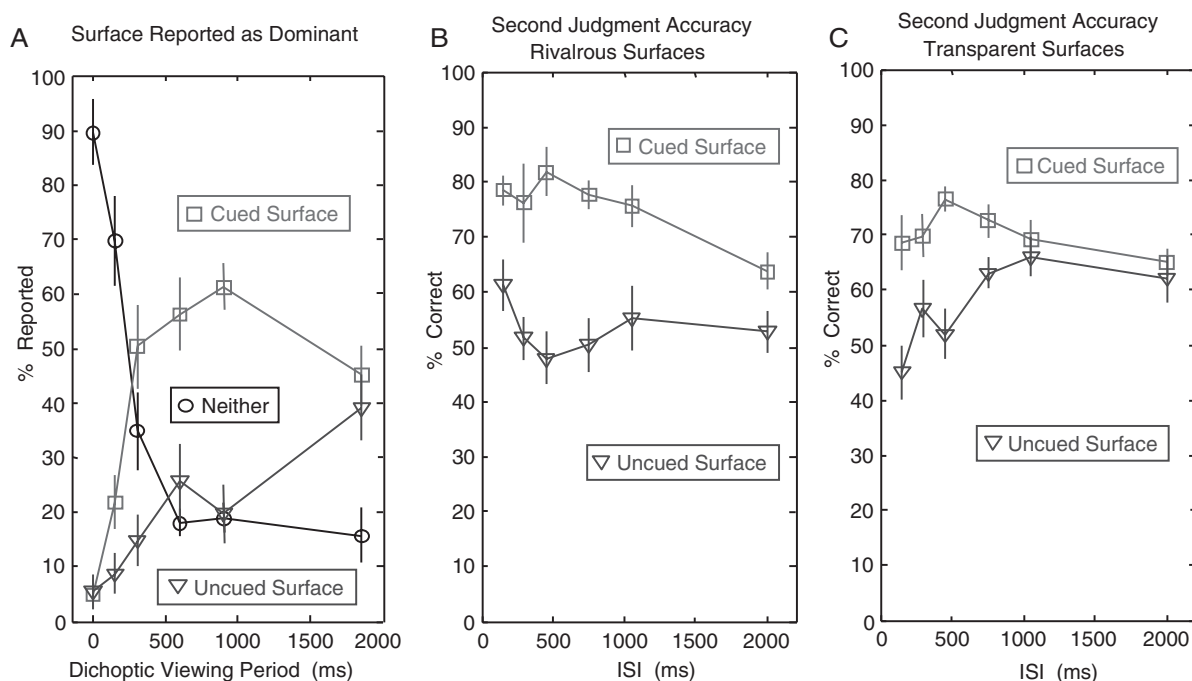 A
Surface Reported as Dominant
100
90
80
70
60
50
40
30
20
10
0
% Reported
Cued Surface
Neither
Uncued Surface
0 500 1000 1500 2000
Dichoptic Viewing Period (ms)
B
Second Judgment Accuracy
Rivalrous Surfaces
100
90
80
70
60
50
40
30
20
10
0
% Correct
Cued Surface
Uncued Surface
0 500 1000 1500 2000
ISI (ms)
C
Second Judgment Accuracy
Transparent Surfaces
100
90
80
70
60
50
40
30
20
10
0
% Correct
Cued Surface
Uncued Surface
0 500 1000 1500 2000
ISI (ms)